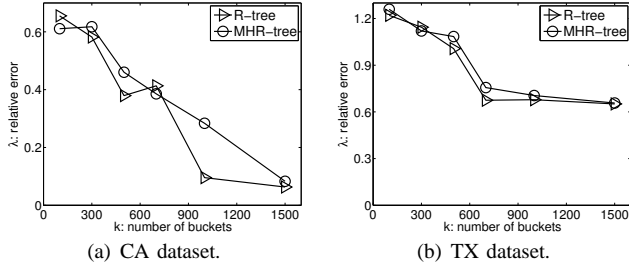 0.6
0.4
0.2
0
λ: relative error
0 300 600 900 1200 1500
k: number of buckets
R−tree
MHR−tree
(a) CA dataset.
1.2
0.9
0.6
0.3
0
λ: relative error
0 300 600 900 1200 1500
k: number of buckets
R−tree
MHR−tree
(b) TX dataset.